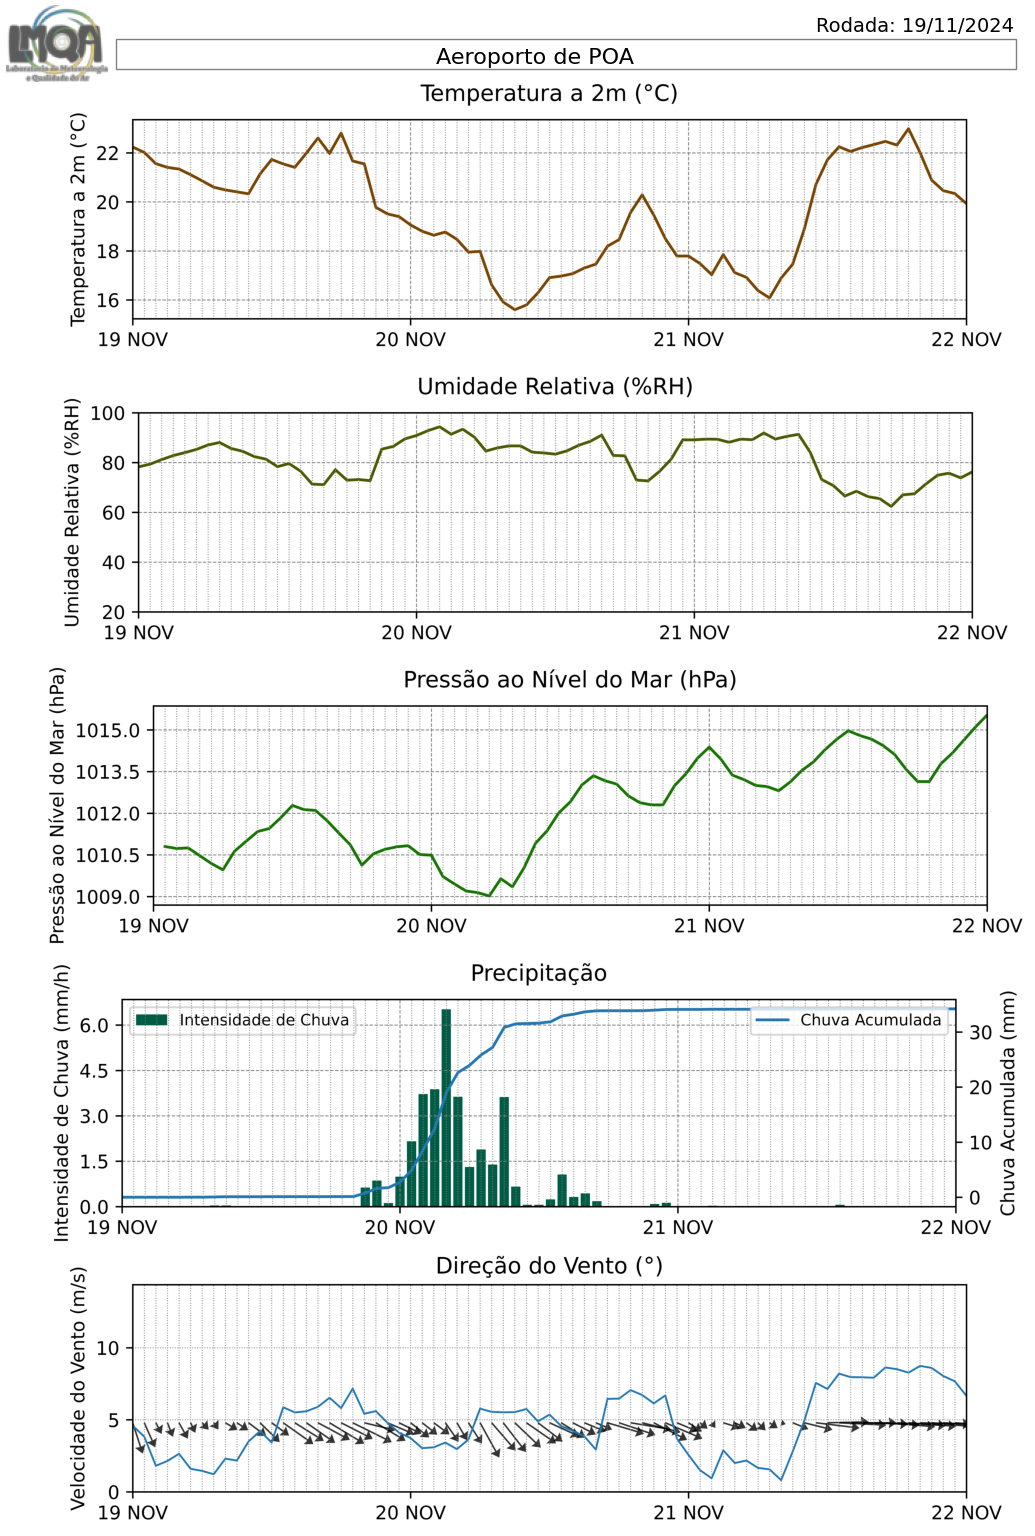 LMQA
Laboratório de Meteorologia
e Qualidade do Ar
Rodada: 19/11/2024
Aeroporto de POA
Temperatura a 2m (°C)
Temperatura a 2m (°C)
22
20
18
16
19 NOV 20 NOV 21 NOV 22 NOV
Umidade Relativa (%RH)
Umidade Relativa (%RH)
100
80
60
40
20
19 NOV 20 NOV 21 NOV 22 NOV
Pressão ao Nível do Mar (hPa)
Pressão ao Nível do Mar (hPa)
1015.0
1013.5
1012.0
1010.5
1009.0
19 NOV 20 NOV 21 NOV 22 NOV
Precipitação
Intensidade de Chuva (mm/h)
6.0
4.5
3.0
1.5
0.0
Intensidade de Chuva
Chuva Acumulada
30
20
10
0
Chuva Acumulada (mm
19 NOV 20 NOV 21 NOV 22 NOV
Direção do Vento (°)
Velocidade do Vento (m/s)
10
5
0
19 NOV 20 NOV 21 NOV 22 NOV